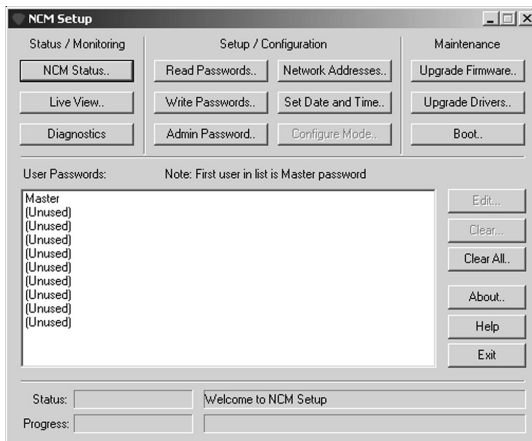 NCM Setup
Status / Monitoring
Setup / Configuration
Maintenance
NCM Status..
Read Passwords..
Network Addresses..
Upgrade Firmware..
Live View..
Write Passwords..
Set Date and Time..
Upgrade Drivers..
Diagnostics
Admin Password..
Configure Mode..
Boot..
User Passwords:
Note: First user in list is Master password
Master
(Unused)
(Unused)
(Unused)
(Unused)
(Unused)
(Unused)
(Unused)
(Unused)
(Unused)
Edit...
Clear...
Clear All..
About..
Help
Exit
Status:
Welcome to NCM Setup
Progress: